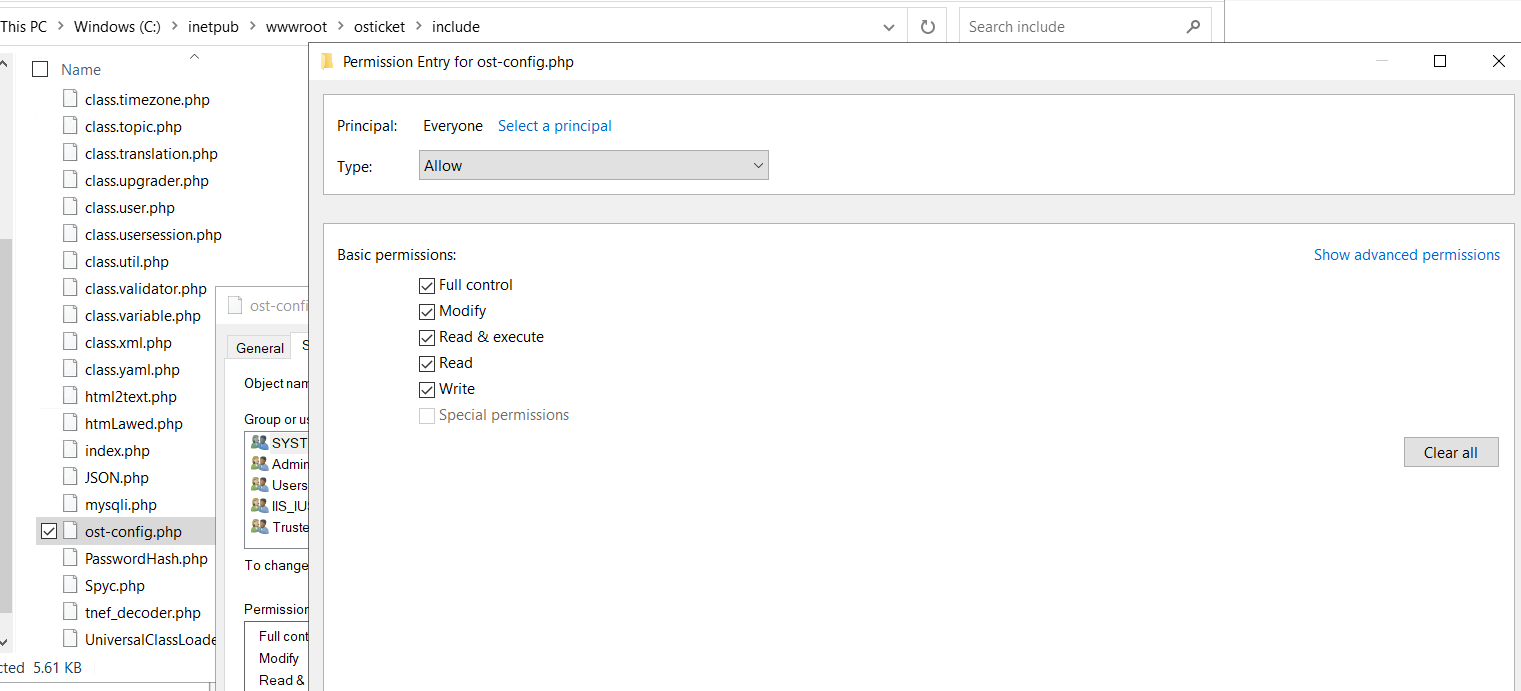 This PC > Windows (C:) > inetpub > wwwroot > osticket > include
Search include
Name
class.timezone.php
class.topic.php
class.translation.php
class.upgrader.php
class.user.php
class.usersession.php
class.util.php
class.validator.php
class.variable.php
class.xml.php
class.yaml.php
html2text.php
htmLawed.php
index.php
JSON.php
mysqli.php
ost-config.php
PasswordHash.php
Spyc.php
tnef_decoder.php
UniversalClassLoade
cted 5.61 KB
ost-confi
General S
Object nam
Group or us
SYST
Admin
Users
IIS_IUS
Truste
To change
Permission
Full cont
Modify
Read &
Permission Entry for ost-config.php
Principal: Everyone Select a principal
Type: Allow
Basic permissions:
Show advanced permissions
Full control
Modify
Read & execute
Read
Write
Special permissions
Clear all